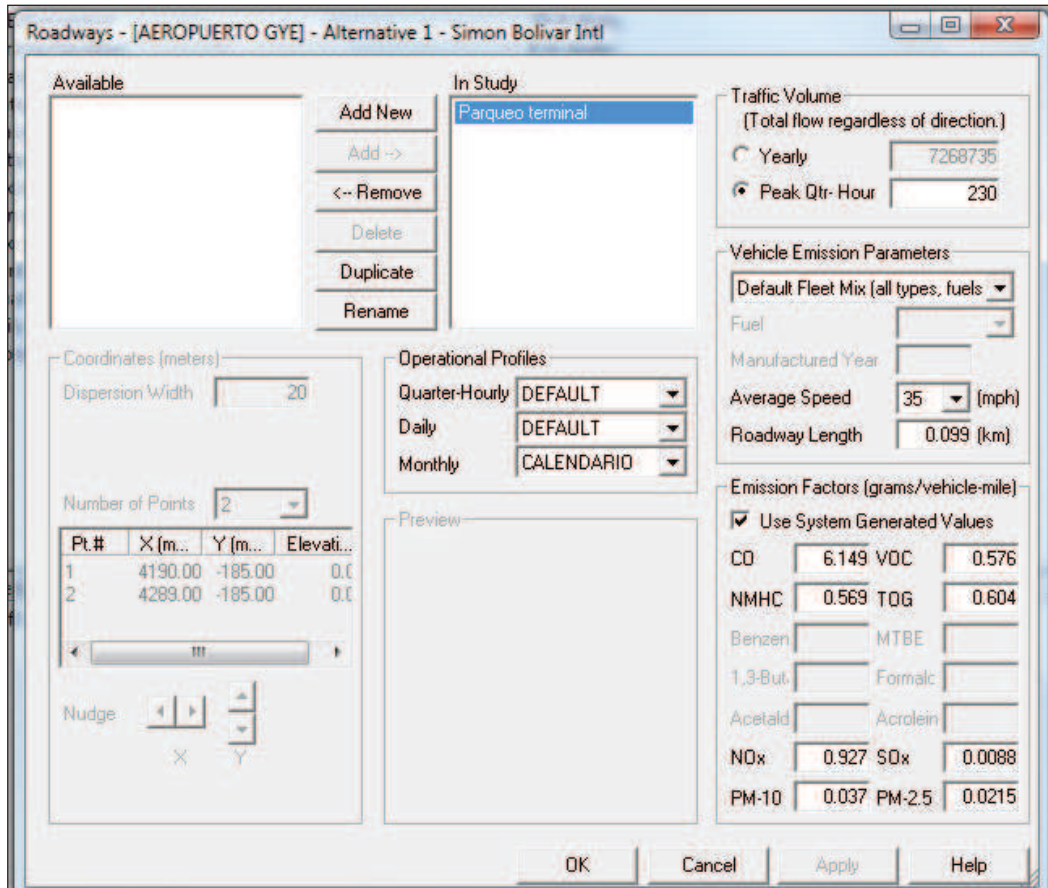 Roadways - [AEROPUERTO GYE] - Alternative 1 - Simon Bolivar Intl
Available
Add New
Add -->
<-- Remove
Delete
Duplicate
Rename
In Study
Parqueo terminal
Traffic Volume
(Total flow regardless of direction.)
Yearly 7268735
Peak Qtr- Hour 230
Vehicle Emission Parameters
Default Fleet Mix (all types, fuels
Fuel
Manufactured Year
Average Speed 35 (mph)
Roadway Length 0.099 (km)
Coordinates (meters)
Dispersion Width 20
Number of Points 2
Pt.# X (m... Y (m... Elevati...
1 4190.00 -185.00 0.0
2 4289.00 -185.00 0.0
Nudge
X Y
Operational Profiles
Quarter-Hourly DEFAULT
Daily DEFAULT
Monthly CALENDARIO
Preview
Emission Factors (grams/vehicle-mile)
Use System Generated Values
CO 6.149 VOC 0.576
NMHC 0.569 TOG 0.604
Benzen MTBE
1,3-But Formalc
Acetald Acrolein
NOx 0.927 SOx 0.0088
PM-10 0.037 PM-2.5 0.0215
OK Cancel Apply Help